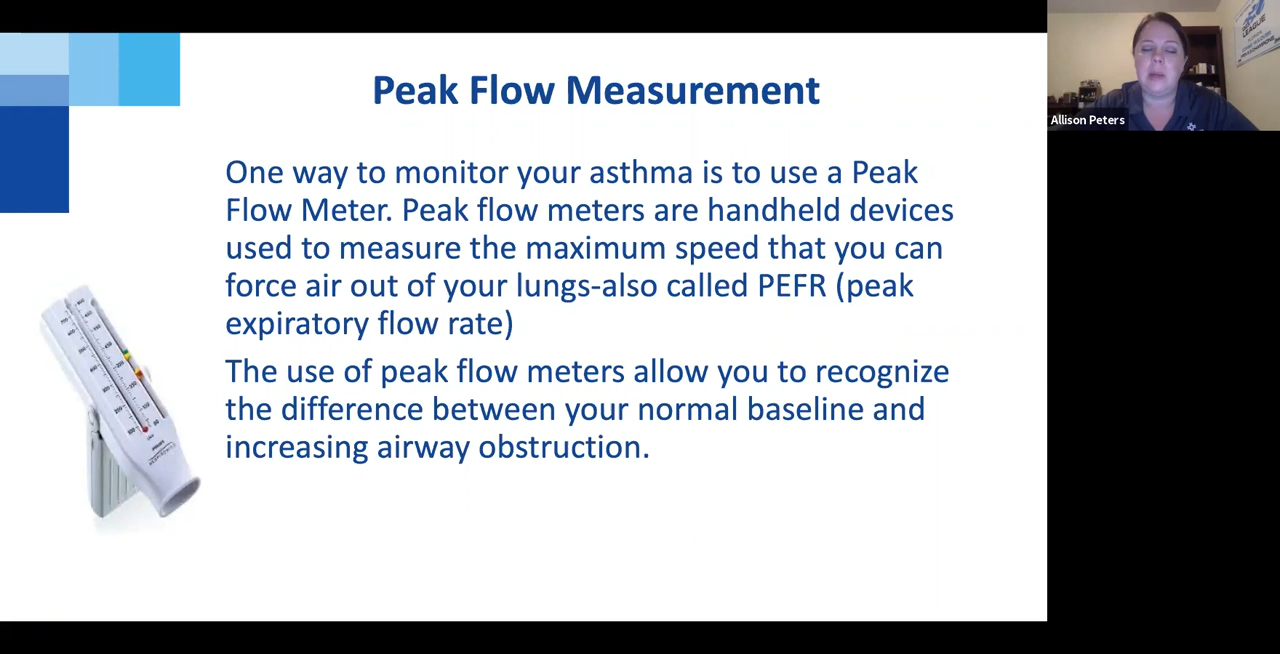 Peak Flow Measurement
One way to monitor your asthma is to use a Peak
Flow Meter. Peak flow meters are handheld devices
used to measure the maximum speed that you can
force air out of your lungs-also called PEFR (peak
expiratory flow rate)
The use of peak flow meters allow you to recognize
the difference between your normal baseline and
increasing airway obstruction.
Allison Peters
LEAGUE